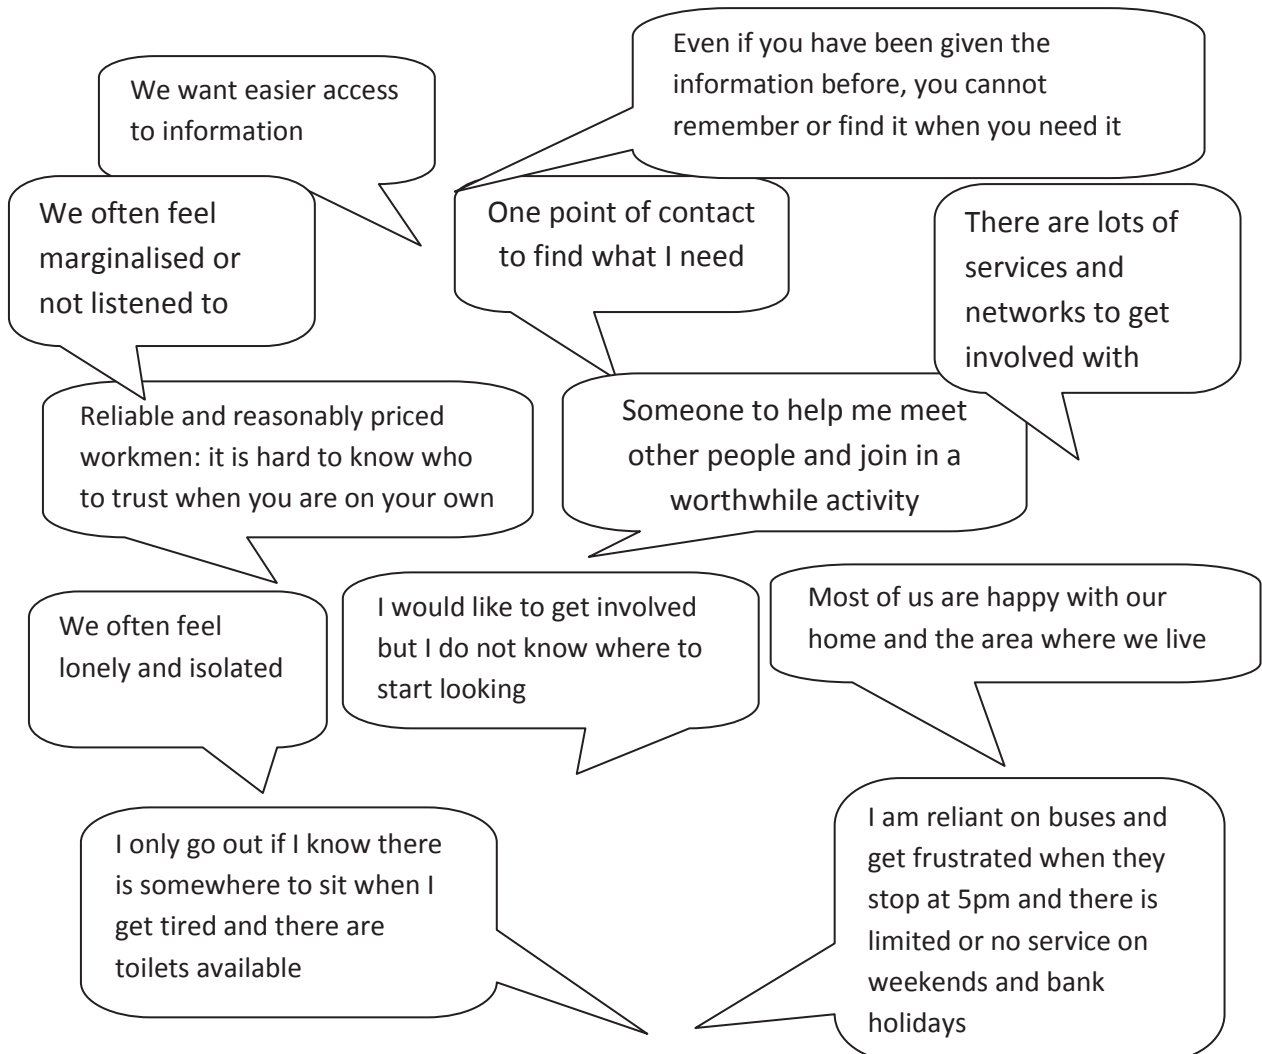 We want easier access
to information
Even if you have been given the
information before, you cannot
remember or find it when you need it
We often feel
marginalised or
not listened to
One point of contact
to find what I need
There are lots of
services and
networks to get
involved with
Reliable and reasonably priced
workmen: it is hard to know who
to trust when you are on your own
Someone to help me meet
other people and join in a
worthwhile activity
We often feel
lonely and isolated
I would like to get involved
but I do not know where to
start looking
Most of us are happy with our
home and the area where we live
I only go out if I know there
is somewhere to sit when I
get tired and there are
toilets available
I am reliant on buses and
get frustrated when they
stop at 5pm and there is
limited or no service on
weekends and bank
holidays